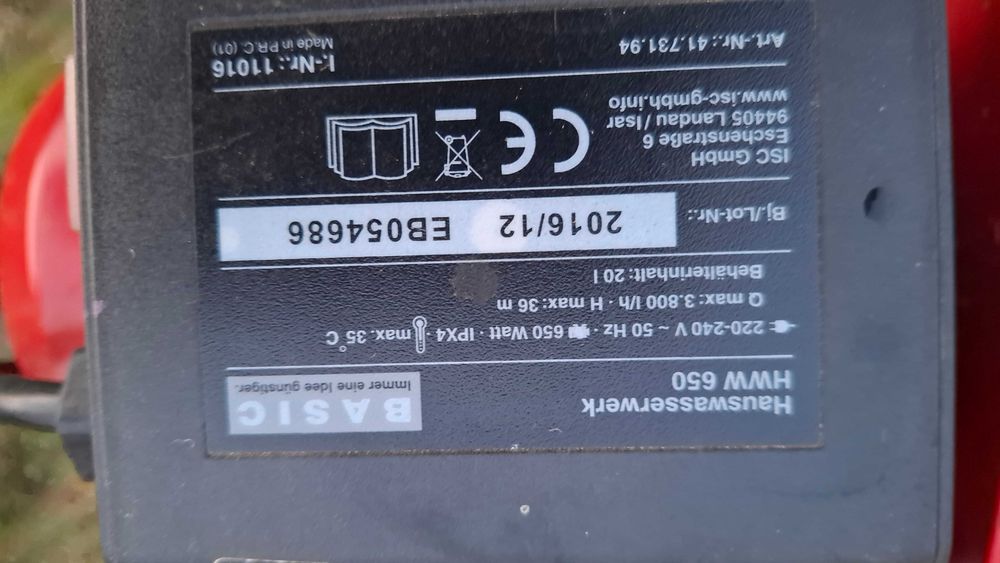 Hauswasserwerk
HWW 650
BASIC
Immer eine Idee günstiger.
220-240 V ~ 50 Hz · 650 Watt · IPX4 · max. 35°C
Q max: 3.800 l/h · H max: 36 m
Behälterinhalt: 20 l
Bj./Lot-Nr.: 2016/12 EB054686
ISC GmbH
Eschenstraße 6
94405 Landau / Isar
www.isc-gmbh.info
CE
Art.-Nr.: 41.731.94 I.-Nr.: 11016
Made in P.R.C. (01)